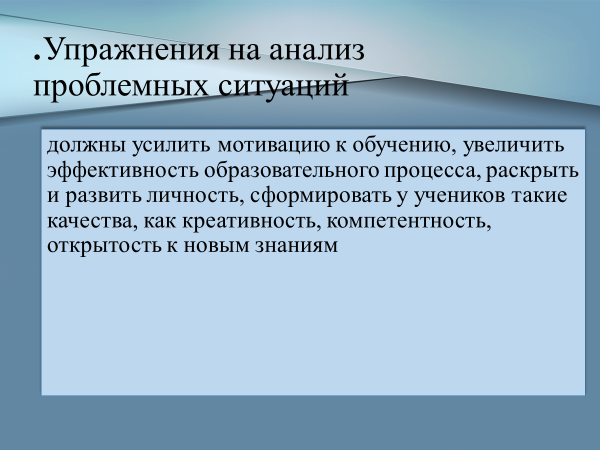 .Упражнения на анализ
проблемных ситуаций
должны усилить мотивацию к обучению, увеличить
эффективность образовательного процесса, раскрыть
и развить личность, сформировать у учеников такие
качества, как креативность, компетентность,
открытость к новым знаниям